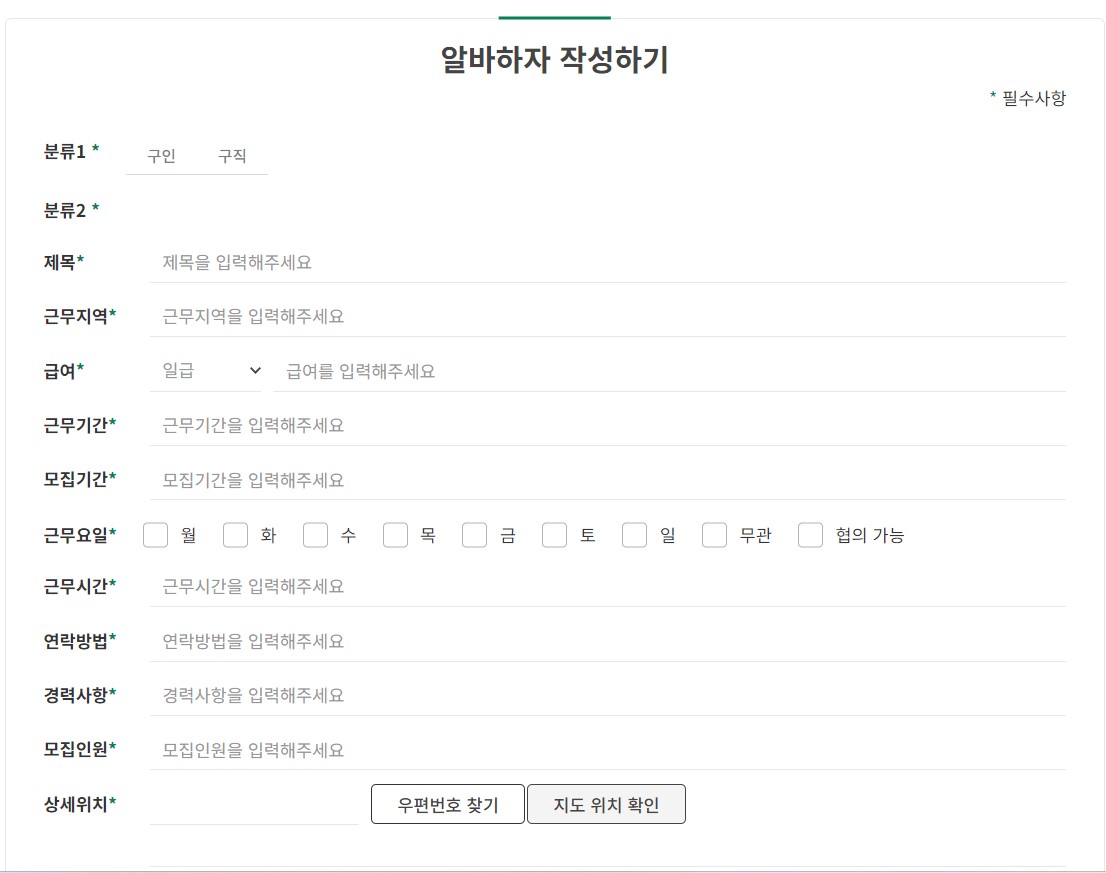 알바하자 작성하기
* 필수사항
분류1 * 구인 구직
분류2 *
제목* 제목을 입력해주세요
근무지역* 근무지역을 입력해주세요
급여* 일급 급여를 입력해주세요
근무기간* 근무기간을 입력해주세요
모집기간* 모집기간을 입력해주세요
근무요일* 월 화 수 목 금 토 일 무관 협의 가능
근무시간* 근무시간을 입력해주세요
연락방법* 연락방법을 입력해주세요
경력사항* 경력사항을 입력해주세요
모집인원* 모집인원을 입력해주세요
상세위치* 우편번호 찾기 지도 위치 확인